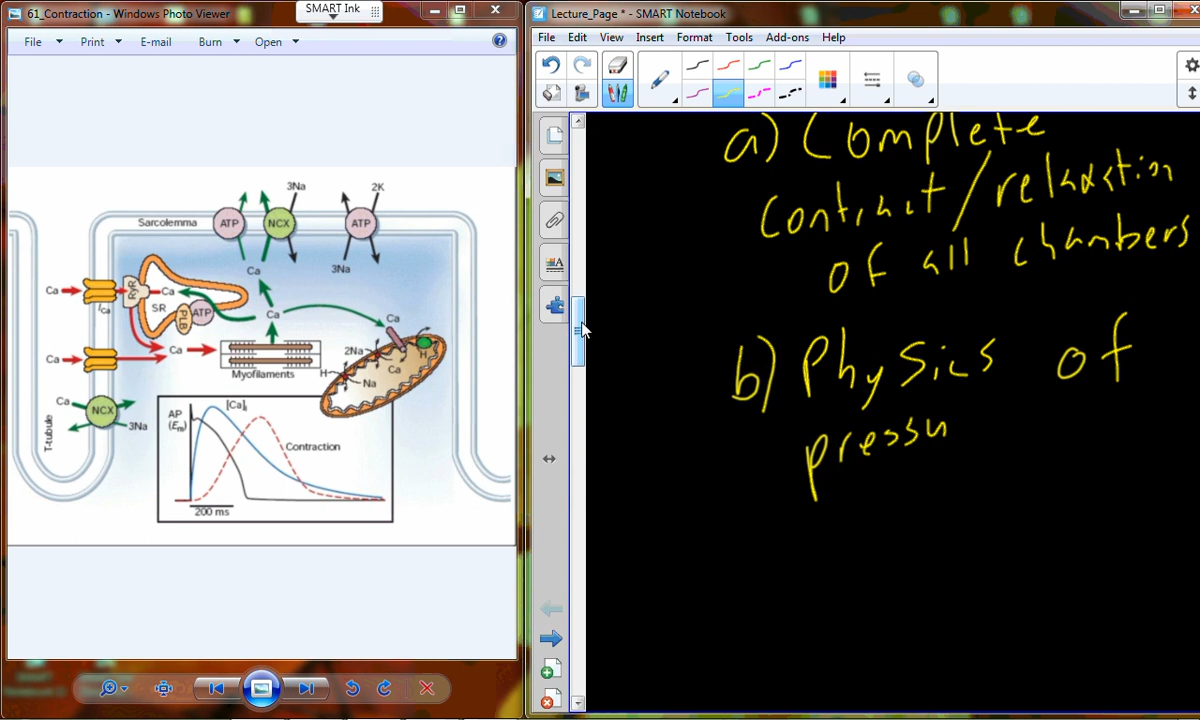 61_Contraction - Windows Photo Viewer
SMART Ink
File Print E-mail Burn Open
3Na 2K
Sarcolemma ATP NCX ATP
Ca 3Na
Ca RyR Ca
ICa SR PLB ATP Ca Ca
Ca Ca 2Na H
Myofilaments H Ca
Na
Ca NCX
3Na
T-tubule
AP [Ca]i
(Em)
Contraction
200 ms
Lecture_Page * - SMART Notebook
File Edit View Insert Format Tools Add-ons Help
a) Complete
contract/relaxation
of all chambers
b) Physics of
pressu